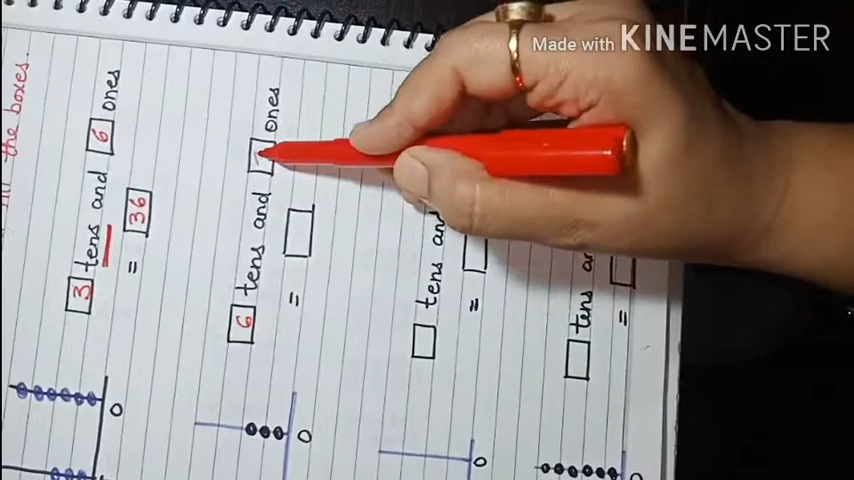 Made with KINEMASTER
the boxes
3 tens and 6 ones
= 36
O
6 tens and ones
=
O
tens and
=
O
tens
=
O